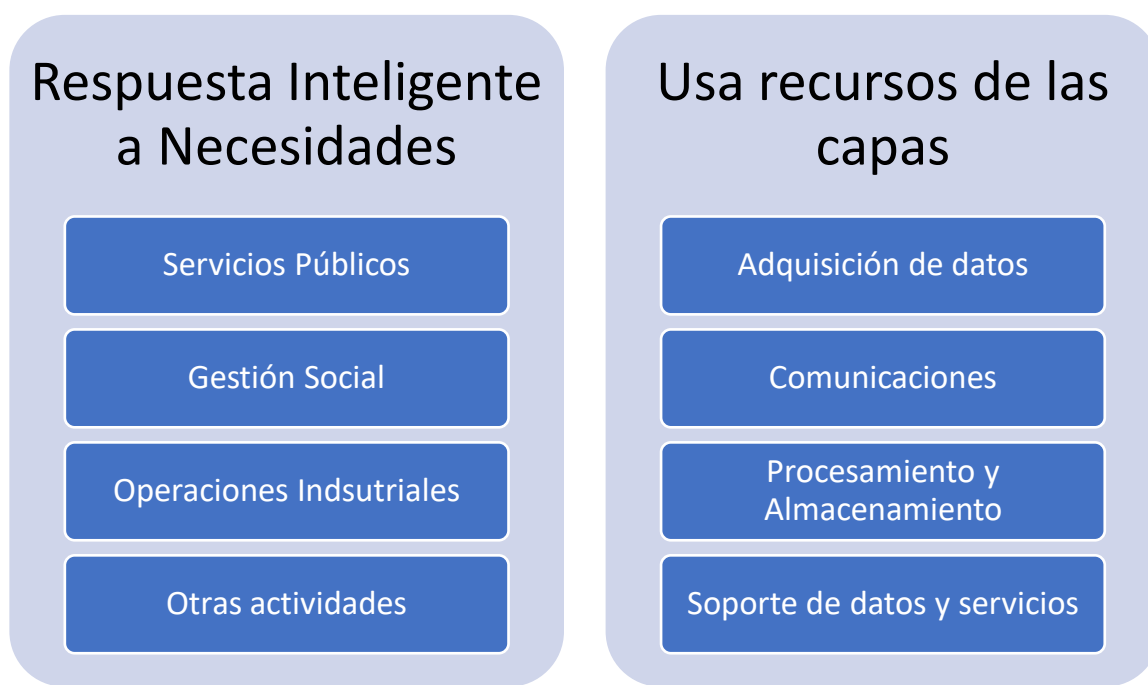 Respuesta Inteligente
a Necesidades
Servicios Públicos
Gestión Social
Operaciones Indsutriales
Otras actividades
Usa recursos de las
capas
Adquisición de datos
Comunicaciones
Procesamiento y
Almacenamiento
Soporte de datos y servicios